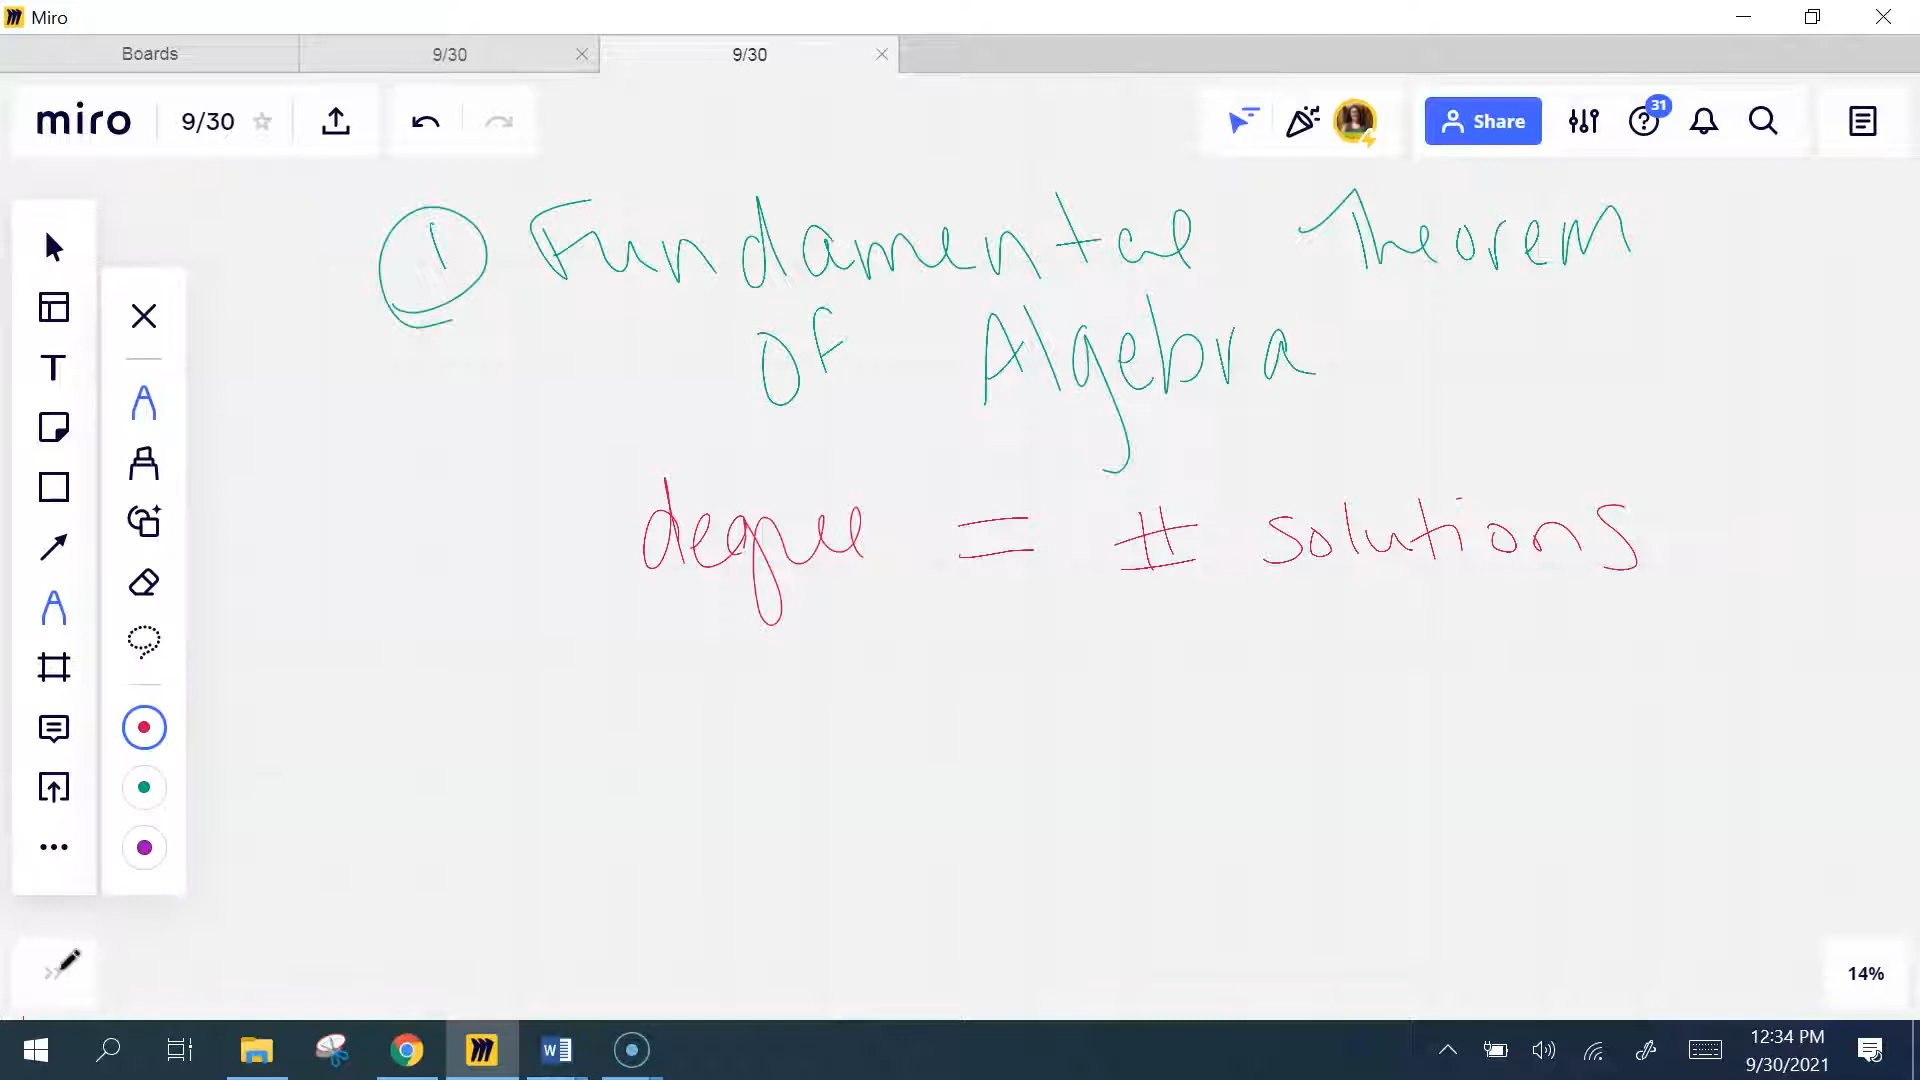 Miro
Boards
9/30
9/30
miro
9/30
Share
31
① Fundamental Theorem
of Algebra
degree = # solutions
14%
12:34 PM
9/30/2021